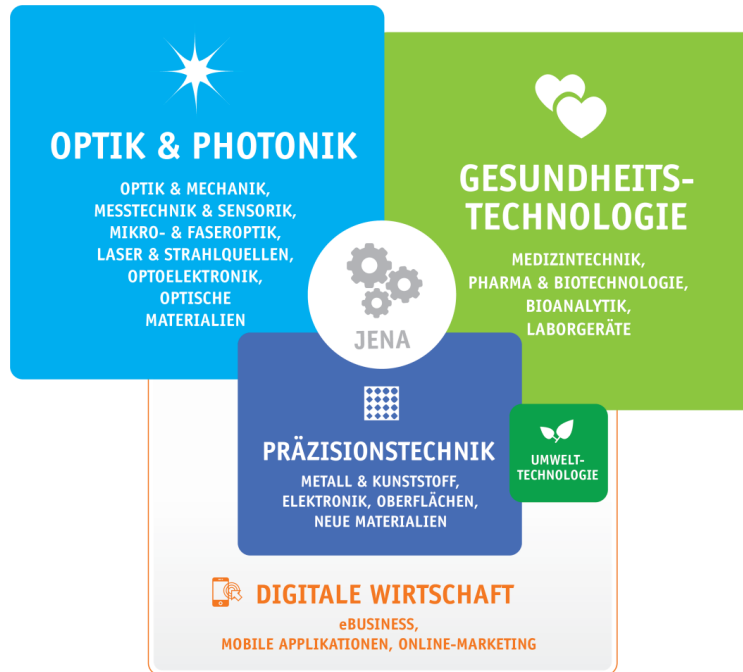 OPTIK & PHOTONIK
OPTIK & MECHANIK,
MESSTECHNIK & SENSORIK,
MIKRO- & FASEROPTIK,
LASER & STRAHLQUELLEN,
OPTOELEKTRONIK,
OPTISCHE
MATERIALIEN
GESUNDHEITS-
TECHNOLOGIE
MEDIZINTECHNIK,
PHARMA & BIOTECHNOLOGIE,
BIOANALYTIK,
LABORGERÄTE
JENA
PRÄZISIONSTECHNIK
METALL & KUNSTSTOFF,
ELEKTRONIK, OBERFLÄCHEN,
NEUE MATERIALIEN
UMWELT-
TECHNOLOGIE
DIGITALE WIRTSCHAFT
eBUSINESS,
MOBILE APPLIKATIONEN, ONLINE-MARKETING